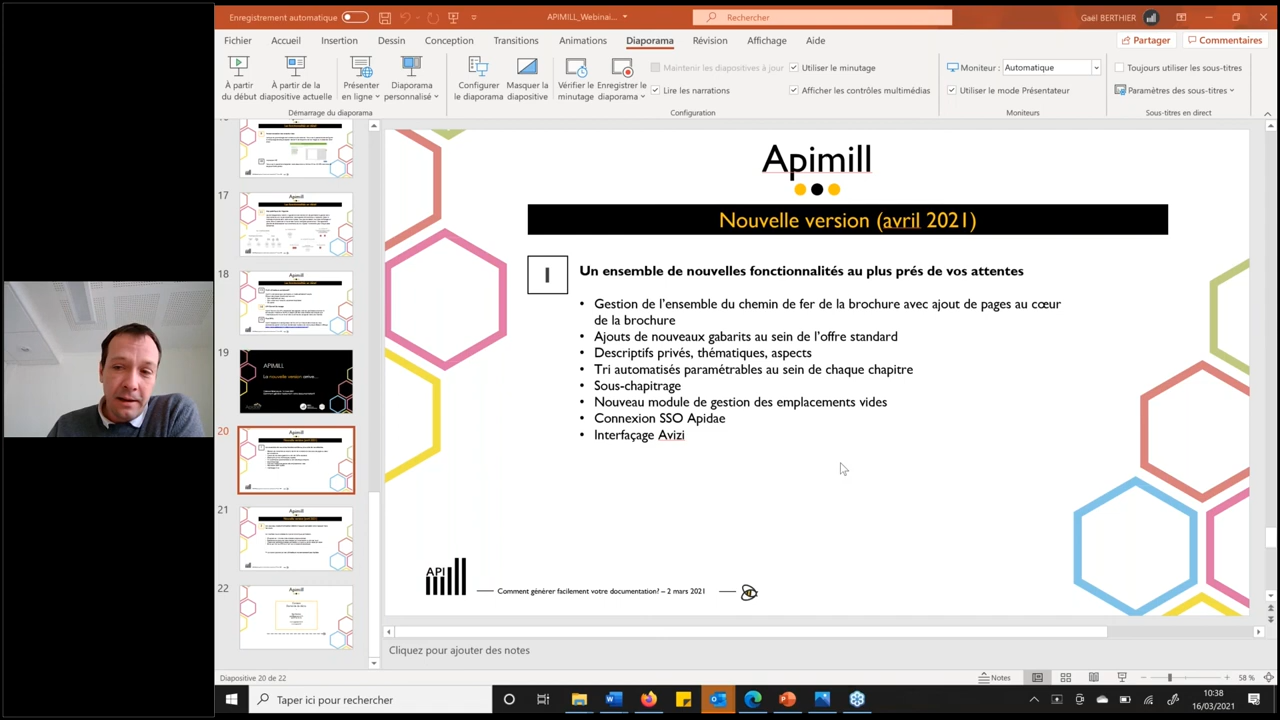 Enregistrement automatique
APIMILL_Webinai...
Rechercher
Gaël BERTHIER
Fichier
Accueil
Insertion
Dessin
Conception
Transitions
Animations
Diaporama
Révision
Affichage
Aide
Partager
Commentaires
À partir
du début
À partir de la
diapositive actuelle
Présenter
en ligne
Diaporama
personnalisé
Configurer
le diaporama
Masquer la
diapositive
Vérifier le
minutage
Enregistrer le
diaporama
Maintenir les diapositives à jour
Lire les narrations
Utiliser le minutage
Afficher les contrôles multimédias
Moniteur :
Automatique
Utiliser le mode Présentateur
Toujours utiliser les sous-titres
Paramètres des sous-titres
Démarrage du diaporama
Configuration
Moniteurs
Sous-titres en direct
17
18
19
APIMILL
La nouvelle version arrive...
20
21
22
Apimill
Nouvelle version (avril 2021)
1
Un ensemble de nouvelles fonctionnalités au plus prés de vos attentes
• Gestion de l'ensemble du chemin de fer de la brochure avec ajout de pages au cœur
de la brochure
• Ajouts de nouveaux gabarits au sein de l'offre standard
• Descriptifs privés, thématiques, aspects
• Tri automatisés paramétrables au sein de chaque chapitre
• Sous-chapitrage
• Nouveau module de gestion des emplacements vides
• Connexion SSO Apidae
• Interfaçage Avizi
API
Comment générer facilement votre documentation? – 2 mars 2021
Cliquez pour ajouter des notes
Diapositive 20 de 22
Notes
58 %
Taper ici pour rechercher
10:38
16/03/2021